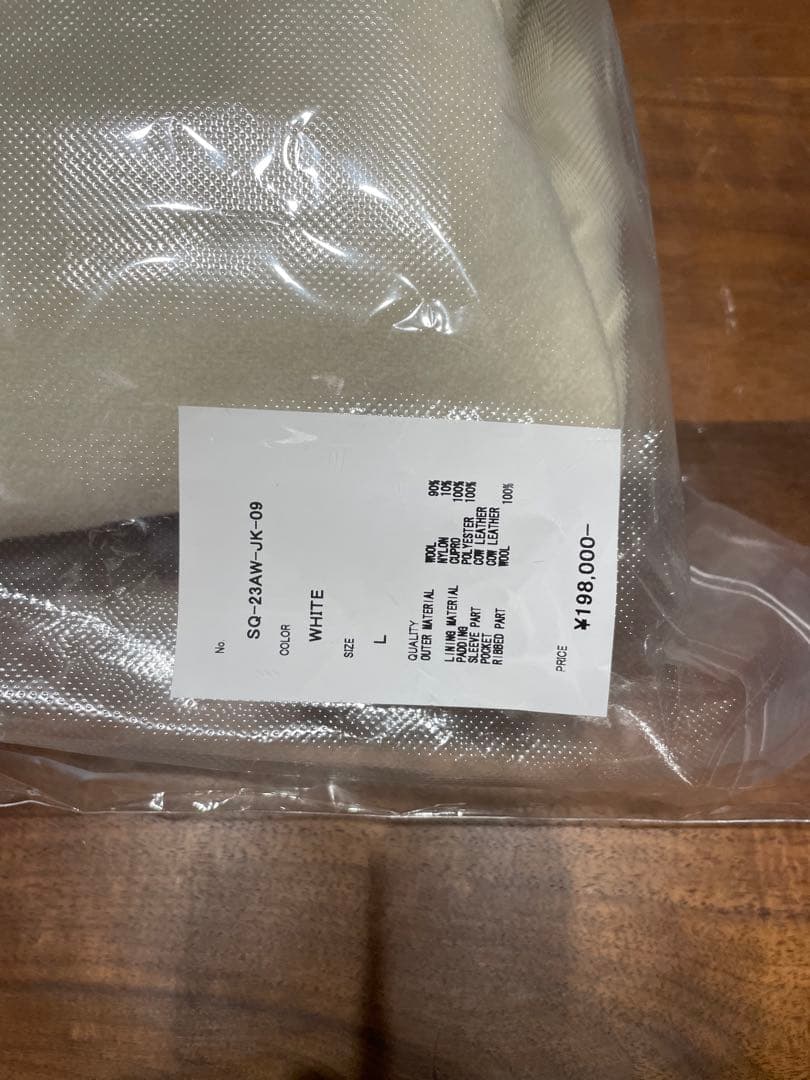 No.
SQ-23AW-JK-09
COLOR
WHITE
SIZE
L
QUALITY
OUTER MATERIAL WOOL 90%
NYLON 10%
LINING MATERIAL CUPRO 100%
PADDING POLYESTER 100%
SLEEVE PART COW LEATHER
POCKET COW LEATHER
RIBBED PART WOOL 100%
PRICE
¥198,000-